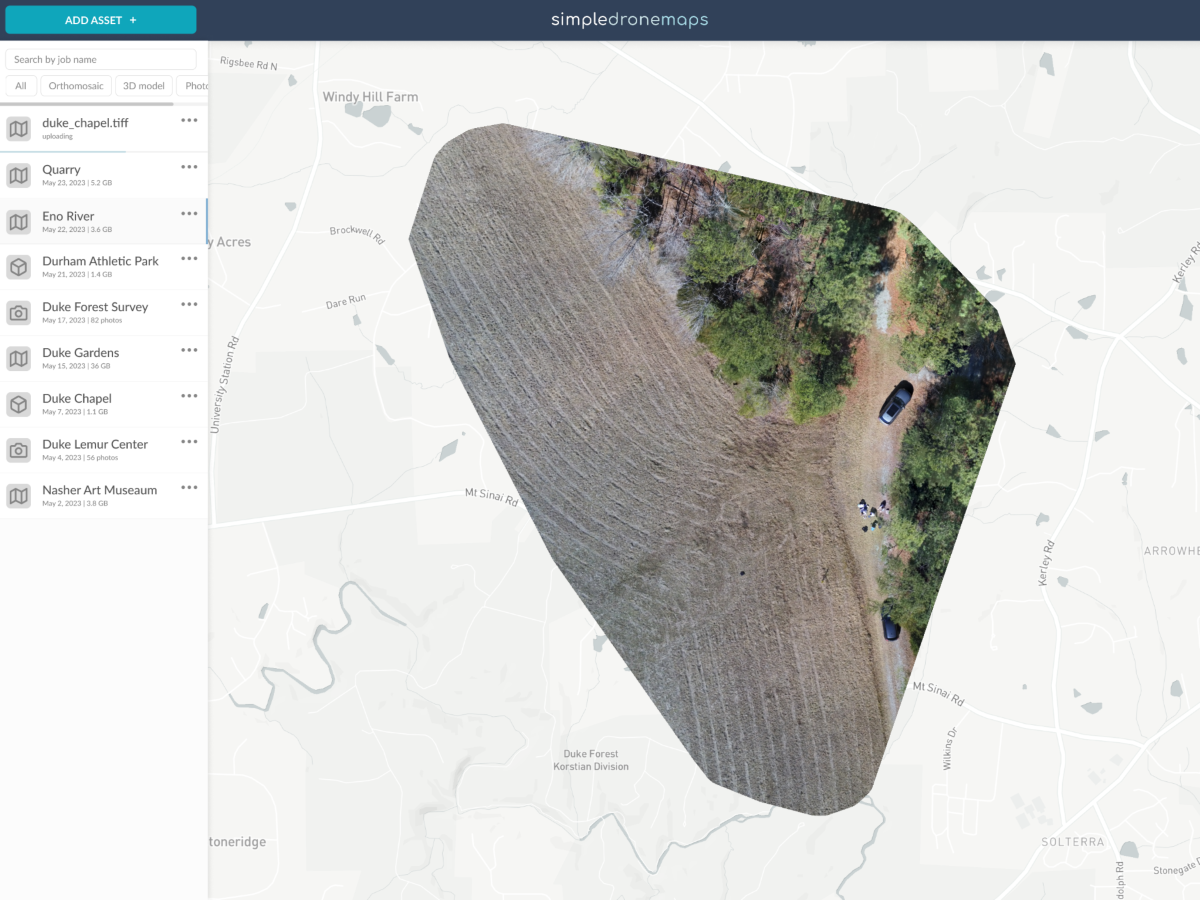 ADD ASSET +
simpledronemaps
Search by job name
All
Orthomosaic
3D model
Photo
duke_chapel.tiff
uploading
Quarry
May 23, 2023 | 5.2 GB
Eno River
May 22, 2023 | 3.6 GB
Durham Athletic Park
May 21, 2023 | 1.4 GB
Duke Forest Survey
May 17, 2023 | 82 photos
Duke Gardens
May 15, 2023 | 36 GB
Duke Chapel
May 7, 2023 | 1.1 GB
Duke Lemur Center
May 4, 2023 | 56 photos
Nasher Art Museaum
May 2, 2023 | 3.8 GB
Rigsbee Rd N
Windy Hill Farm
y Acres
Brockwell Rd
Dare Run
Kerley Rd
University Station Rd
Mt Sinai Rd
Kerley Rd
ARROWHE
Mt Sinai Rd
Wilkins Dr
Duke Forest
Korstian Division
toneridge
SOLTERRA
Stonegate D
dolph Rd